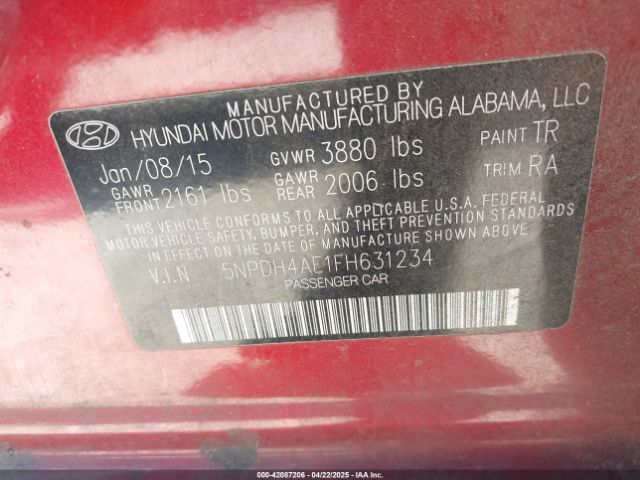 MANUFACTURED BY
HYUNDAI MOTOR MANUFACTURING ALABAMA, LLC
Jan/08/15 GVWR 3880 lbs PAINT TR
GAWR FRONT 2161 lbs GAWR REAR 2006 lbs TRIM RA
THIS VEHICLE CONFORMS TO ALL APPLICABLE U.S.A. FEDERAL
MOTOR VEHICLE SAFETY, BUMPER, AND THEFT PREVENTION STANDARDS
IN EFFECT ON THE DATE OF MANUFACTURE SHOWN ABOVE.
V.I.N 5NPDH4AE1FH631234
PASSENGER CAR
000-42087206 - 04/22/2025 - IAAI.COM